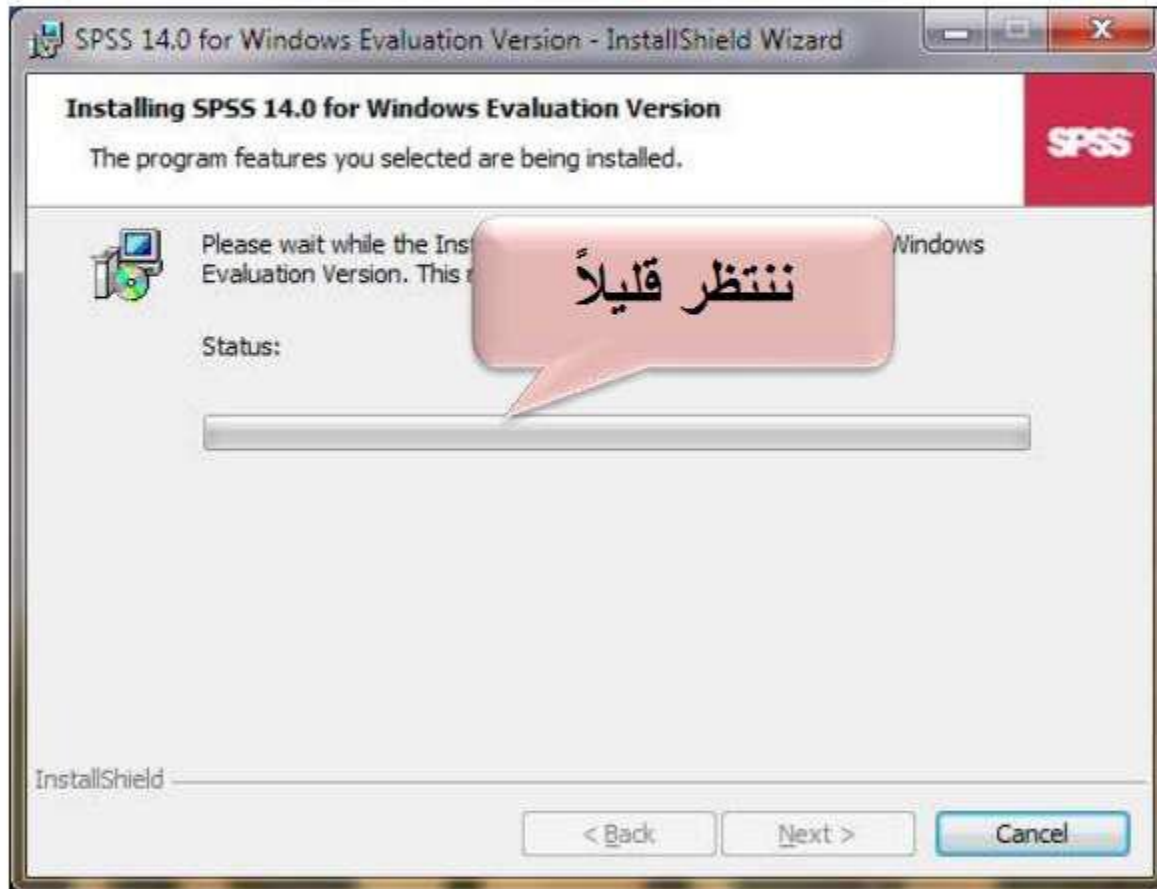 SPSS 14.0 for Windows Evaluation Version - InstallShield Wizard
Installing SPSS 14.0 for Windows Evaluation Version
The program features you selected are being installed.
SPSS
Please wait while the Windows
Evaluation Version. This
ننتظر قليلاً
Status:
InstallShield
< Back
Next >
Cancel